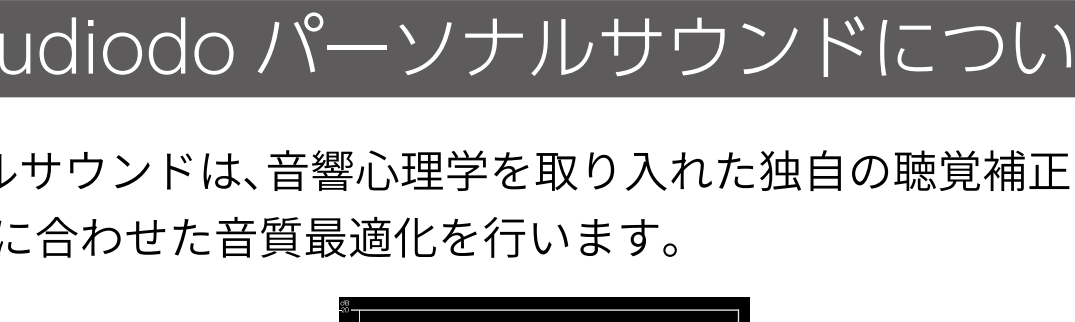 udiodo パーソナルサウンドについ
ルサウンドは、音響心理学を取り入れた独自の聴覚補正
に合わせた音質最適化を行います。
dB
-20